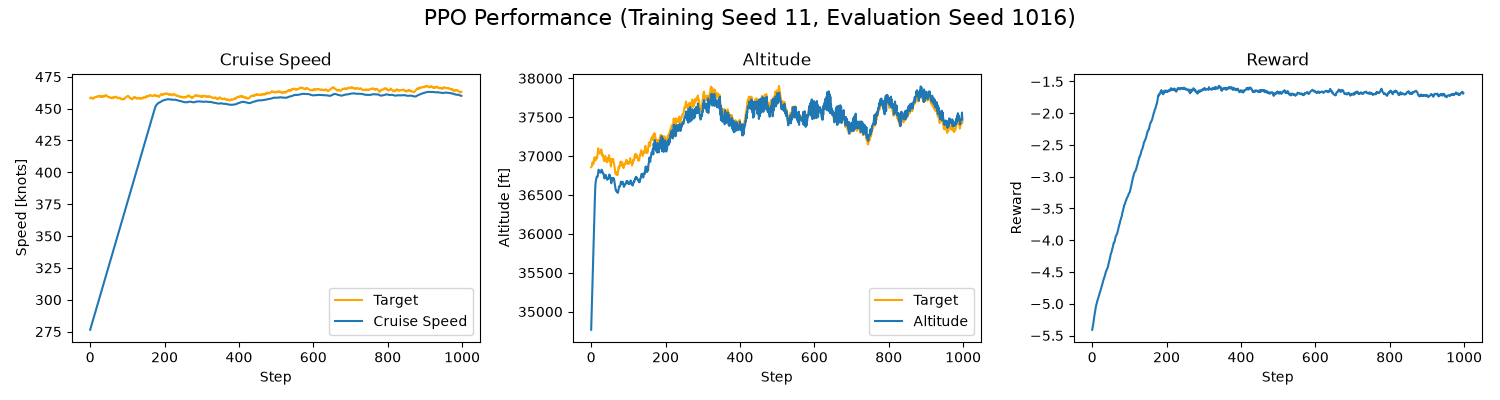 PPO Performance (Training Seed 11, Evaluation Seed 1016)
Cruise Speed
475
450
425
400
375
350
325
300
275
Speed [knots]
0 200 400 600 800 1000
Step
Target
Cruise Speed
Altitude
38000
37500
37000
36500
36000
35500
35000
Altitude [ft]
0 200 400 600 800 1000
Step
Target
Altitude
Reward
−1.5
−2.0
−2.5
−3.0
−3.5
−4.0
−4.5
−5.0
−5.5
Reward
0 200 400 600 800 1000
Step